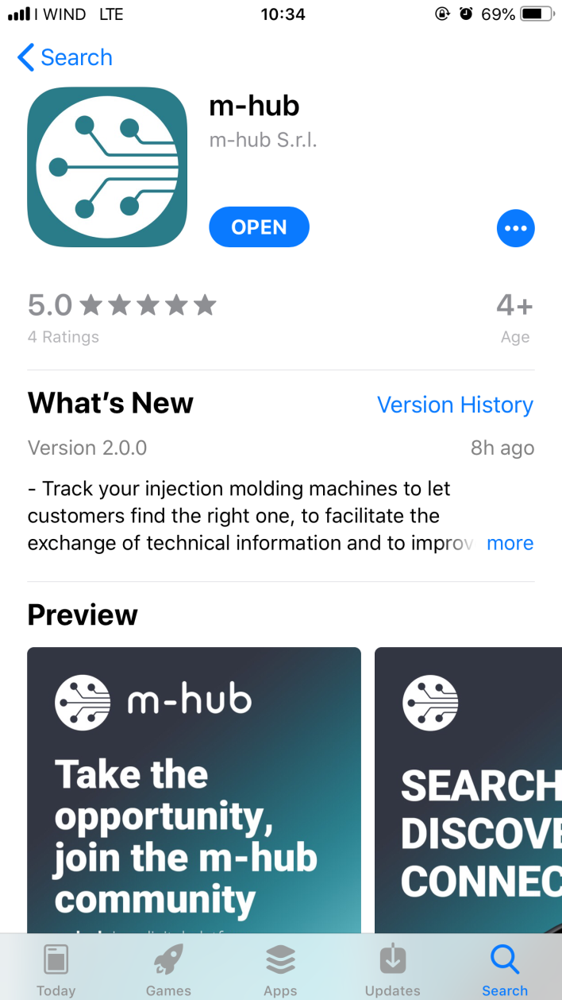 I WIND LTE 10:34 69%
Search
m-hub
m-hub S.r.l.
OPEN
5.0 4+
4 Ratings Age
What's New Version History
Version 2.0.0 8h ago
- Track your injection molding machines to let
customers find the right one, to facilitate the
exchange of technical information and to improv more
Preview
m-hub
Take the
opportunity,
join the m-hub
community
SEARCH
DISCOVE
CONNEC
Today Games Apps Updates Search